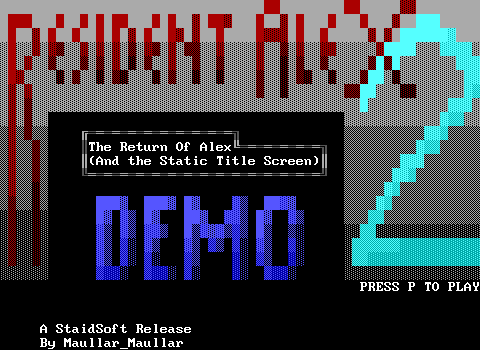 RESIDENT ALEX 2
The Return Of Alex
(And the Static Title Screen)
DEMO
PRESS P TO PLAY
A StaidSoft Release
By Maullar_Maullar